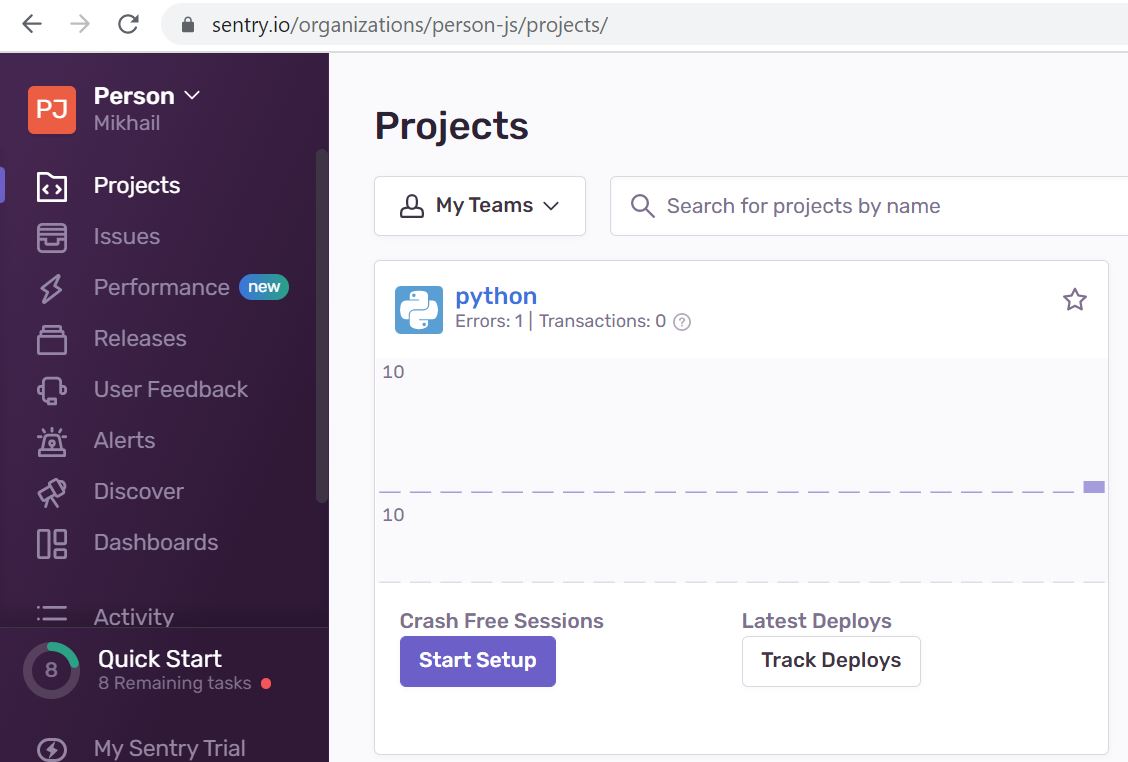 sentry.io/organizations/person-js/projects/
PJ
Person
Mikhail
Projects
Issues
Performance new
Releases
User Feedback
Alerts
Discover
Dashboards
Activity
8
Quick Start
8 Remaining tasks
My Sentry Trial
Projects
My Teams
Search for projects by name
python
Errors: 1 | Transactions: 0 ?
10
10
Crash Free Sessions
Start Setup
Latest Deploys
Track Deploys